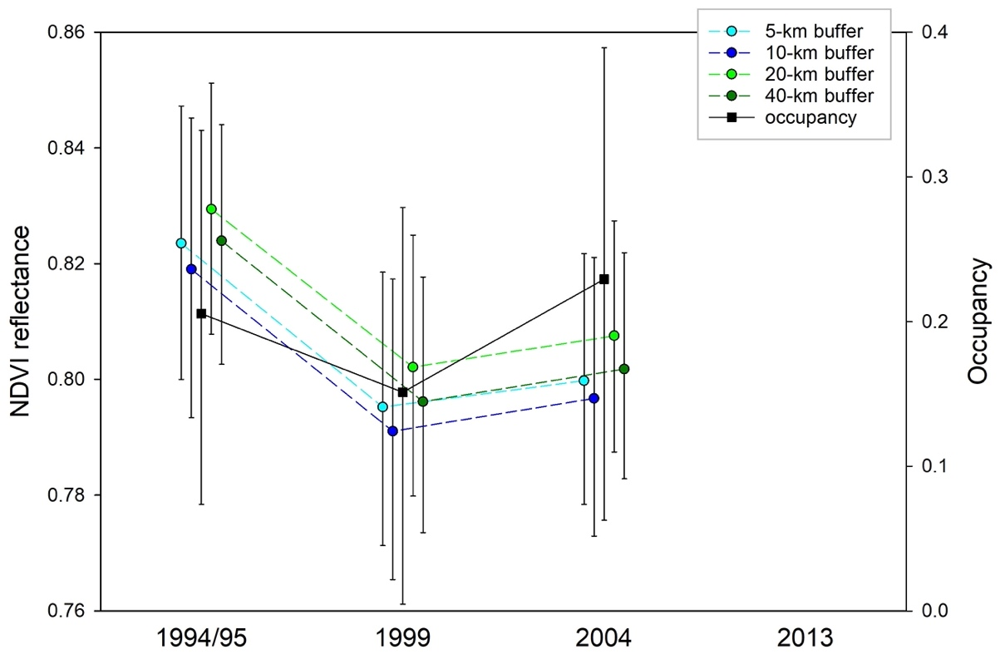 5-km buffer
10-km buffer
20-km buffer
40-km buffer
occupancy
0.86
0.84
0.82
0.80
0.78
0.76
NDVI reflectance
0.4
0.3
0.2
0.1
0.0
Occupancy
1994/95
1999
2004
2013